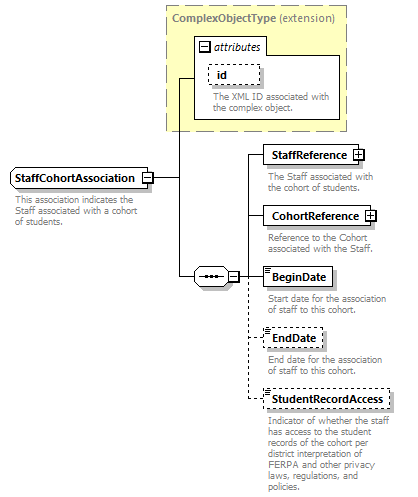 ComplexObjectType (extension)
attributes
id
The XML ID associated with
the complex object.
StaffCohortAssociation
This association indicates the
Staff associated with a cohort
of students.
StaffReference
The Staff associated with
the cohort of students.
CohortReference
Reference to the Cohort
associated with the Staff.
BeginDate
Start date for the association
of staff to this cohort.
EndDate
End date for the association
of staff to this cohort.
StudentRecordAccess
Indicator of whether the staff
has access to the student
records of the cohort per
district interpretation of
FERPA and other privacy
laws, regulations, and
policies.